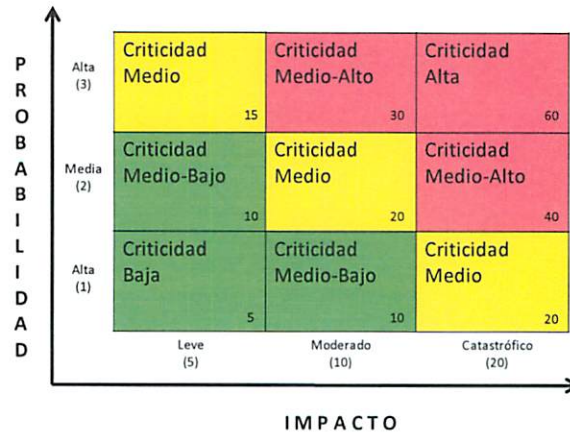 PROBABILIDAD
Alta
(3)
Criticidad
Medio
15
Criticidad
Medio-Alto
30
Criticidad
Alta
60
Media
(2)
Criticidad
Medio-Bajo
10
Criticidad
Medio
20
Criticidad
Medio-Alto
40
Alta
(1)
Criticidad
Baja
5
Criticidad
Medio-Bajo
10
Criticidad
Medio
20
Leve
(5)
Moderado
(10)
Catastrófico
(20)
IMPACTO